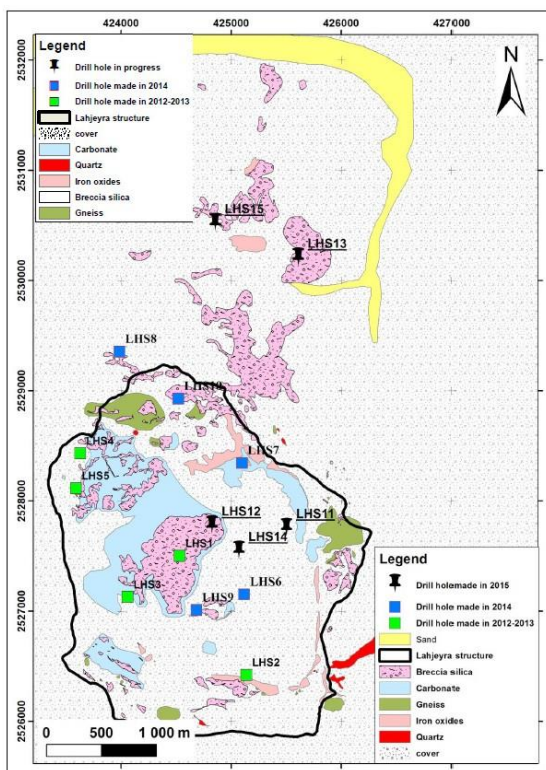 424000 425000 426000 427000
Legend
Drill hole in progress
Drill hole made in 2014
Drill hole made in 2012-2013
Lahjeyra structure
cover
Carbonate
Quartz
Iron oxides
Breccia silica
Gneiss
N
2532000
2531000
2530000
2529000
2528000
2527000
2526000
LHS15
LHS13
LHS8
LHS10
LHS4
LHS7
LHS5
LHS12
LHS11
LHS14
LHS1
LHS3
LHS6
LHS9
LHS2
Legend
Drill holemade in 2015
Drill hole made in 2014
Drill hole made in 2012-2013
Sand
Lahjeyra structure
Breccia silica
Carbonate
Gneiss
Iron oxides
Quartz
cover
0 500 1 000 m